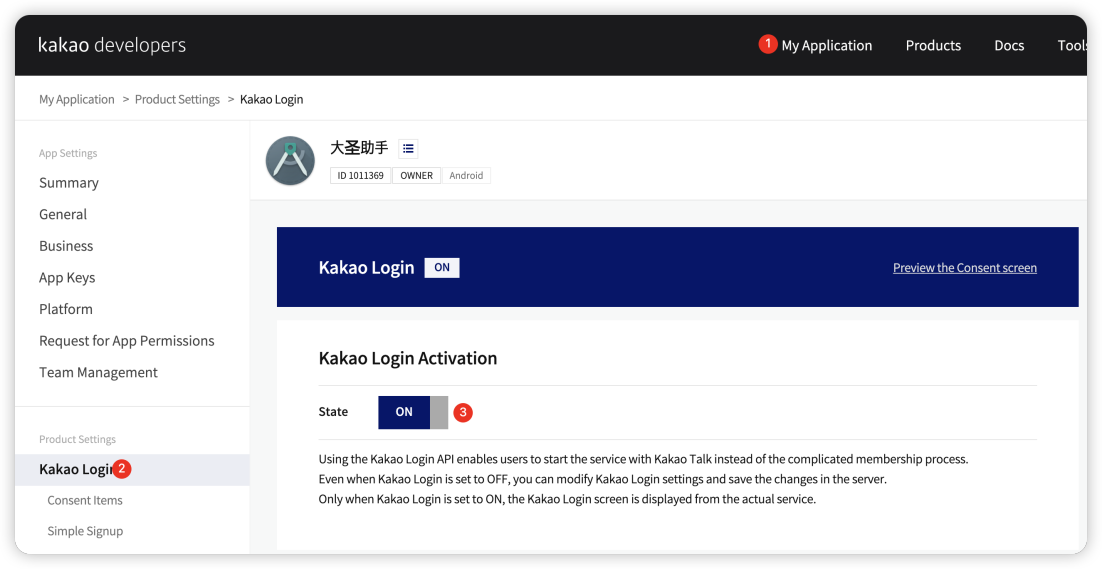 kakao developers
1 My Application Products Docs Tools
My Application > Product Settings > Kakao Login
App Settings
Summary
General
Business
App Keys
Platform
Request for App Permissions
Team Management
Product Settings
Kakao Login 2
Consent Items
Simple Signup
大圣助手
ID 1011369 OWNER Android
Kakao Login ON Preview the Consent screen
Kakao Login Activation
State ON 3
Using the Kakao Login API enables users to start the service with Kakao Talk instead of the complicated membership process.
Even when Kakao Login is set to OFF, you can modify Kakao Login settings and save the changes in the server.
Only when Kakao Login is set to ON, the Kakao Login screen is displayed from the actual service.